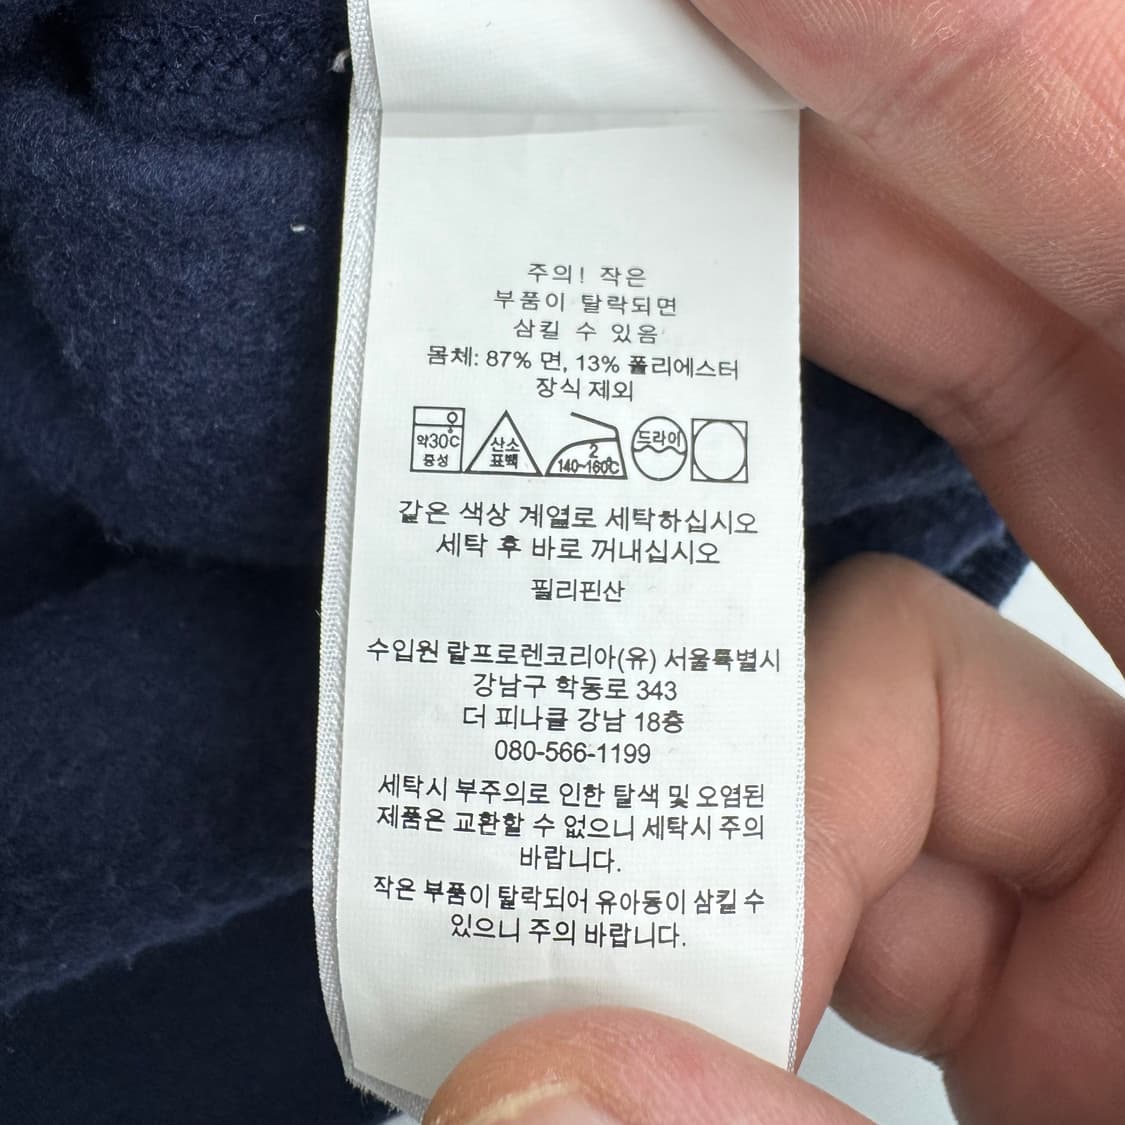 주의! 작은
부품이 탈락되면
삼킬 수 있음
몸체: 87% 면, 13% 폴리에스터
장식 제외
약30℃
중성
산소
표백
2
140~160℃
드라이
같은 색상 계열로 세탁하십시오
세탁 후 바로 꺼내십시오
필리핀산
수입원 랄프로렌코리아(유) 서울특별시
강남구 학동로 343
더 피나클 강남 18층
080-566-1199
세탁시 부주의로 인한 탈색 및 오염된
제품은 교환할 수 없으니 세탁시 주의
바랍니다.
작은 부품이 탈락되어 유아동이 삼킬 수
있으니 주의 바랍니다.